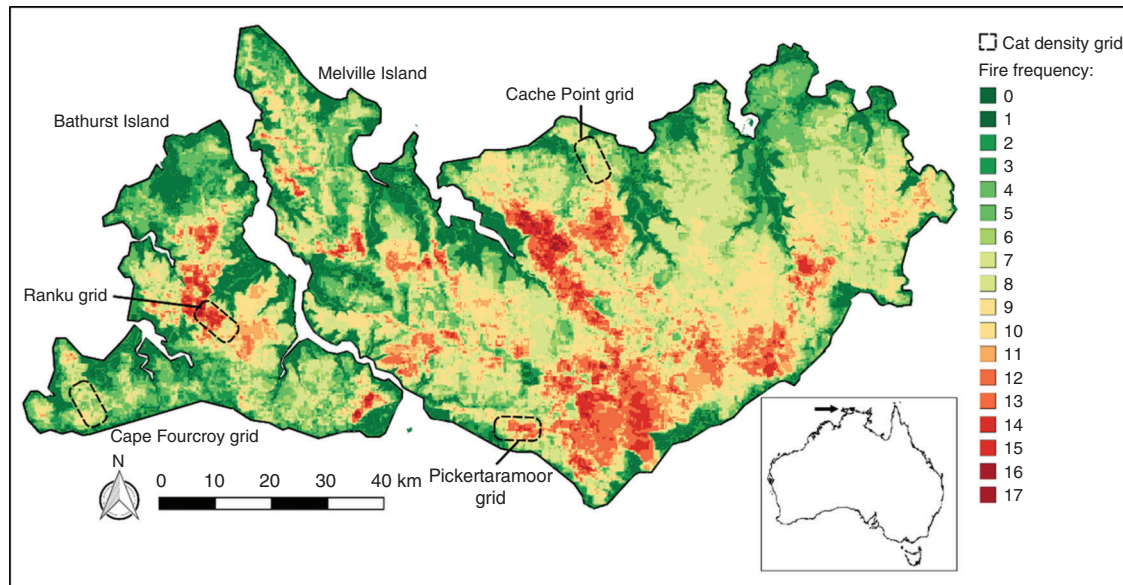 Melville Island
Bathurst Island
Cache Point grid
Ranku grid
Cape Fourcroy grid
Pickertaramoor
grid
N
0 10 20 30 40 km
Cat density grid
Fire frequency:
0
1
2
3
4
5
6
7
8
9
10
11
12
13
14
15
16
17